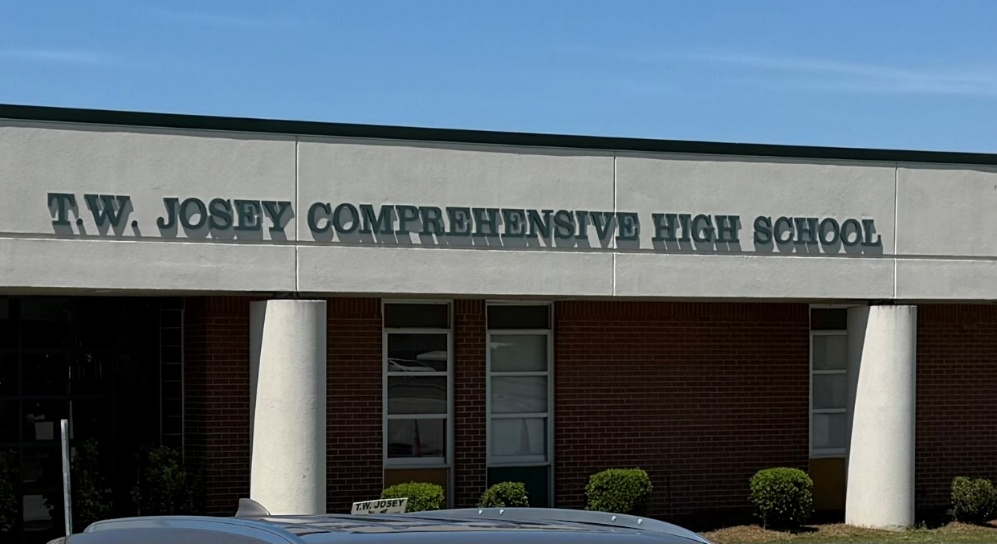 T.W. JOSEY COMPREHENSIVE HIGH SCHOOL
T.W. JOSEY